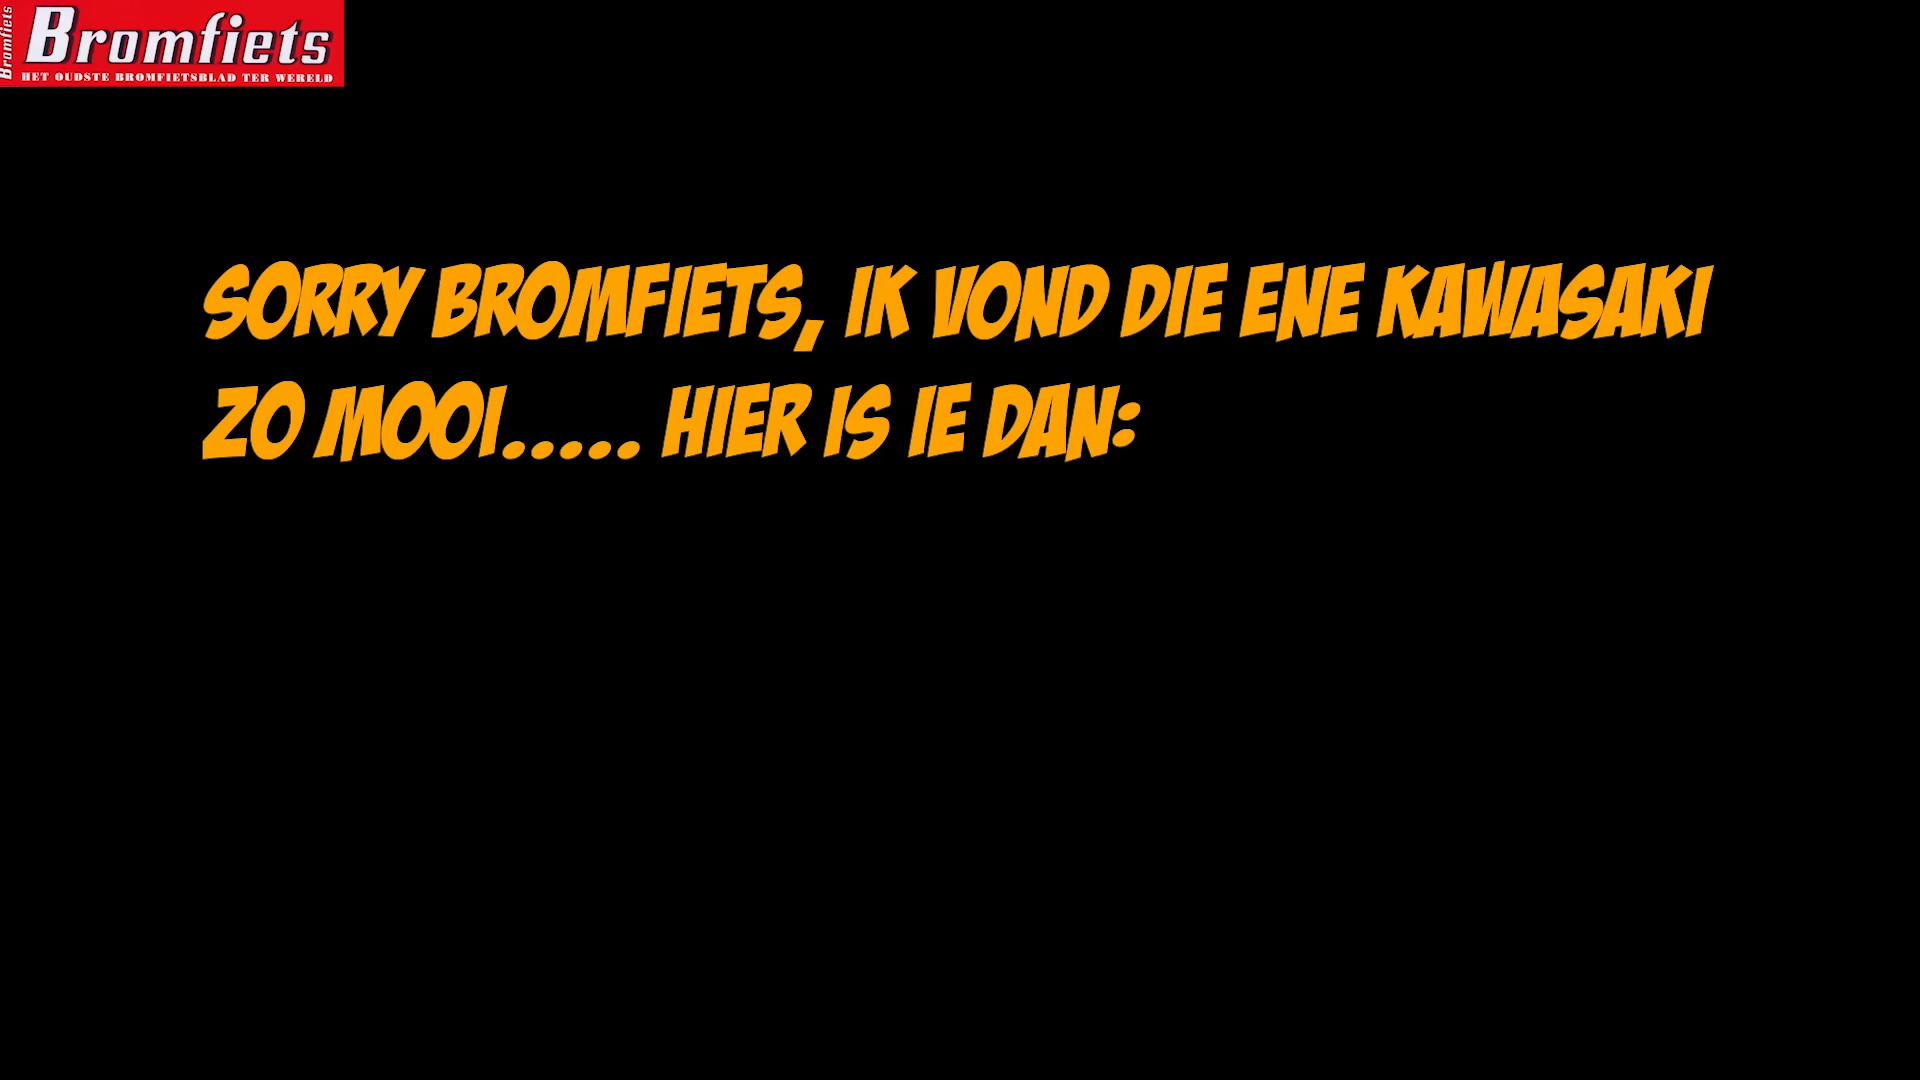 Bromfiets
Bromfiets
HET OUDSTE BROMFIETSBLAD TER WERELD
SORRY BROMFIETS, IK VOND DIE ENE KAWASAKI
ZO MOOI..... HIER IS IE DAN: